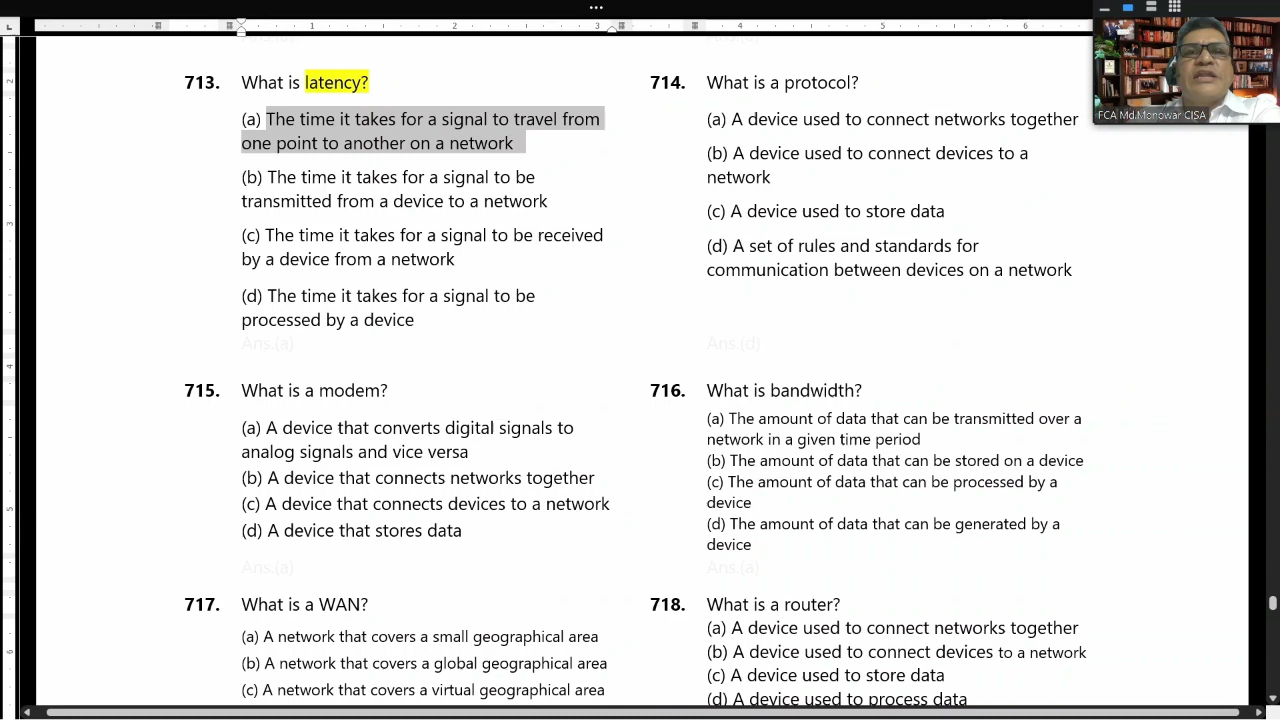 713. What is latency?
(a) The time it takes for a signal to travel from
one point to another on a network
(b) The time it takes for a signal to be
transmitted from a device to a network
(c) The time it takes for a signal to be received
by a device from a network
(d) The time it takes for a signal to be
processed by a device
Ans.(a)
714. What is a protocol?
(a) A device used to connect networks together
(b) A device used to connect devices to a
network
(c) A device used to store data
(d) A set of rules and standards for
communication between devices on a network
Ans.(d)
715. What is a modem?
(a) A device that converts digital signals to
analog signals and vice versa
(b) A device that connects networks together
(c) A device that connects devices to a network
(d) A device that stores data
Ans.(a)
716. What is bandwidth?
(a) The amount of data that can be transmitted over a
network in a given time period
(b) The amount of data that can be stored on a device
(c) The amount of data that can be processed by a
device
(d) The amount of data that can be generated by a
device
Ans.(a)
717. What is a WAN?
(a) A network that covers a small geographical area
(b) A network that covers a global geographical area
(c) A network that covers a virtual geographical area
718. What is a router?
(a) A device used to connect networks together
(b) A device used to connect devices to a network
(c) A device used to store data
(d) A device used to process data
FCA Md.Monowar CISA
1 2 3 4 5 6
2
3
4
5
6